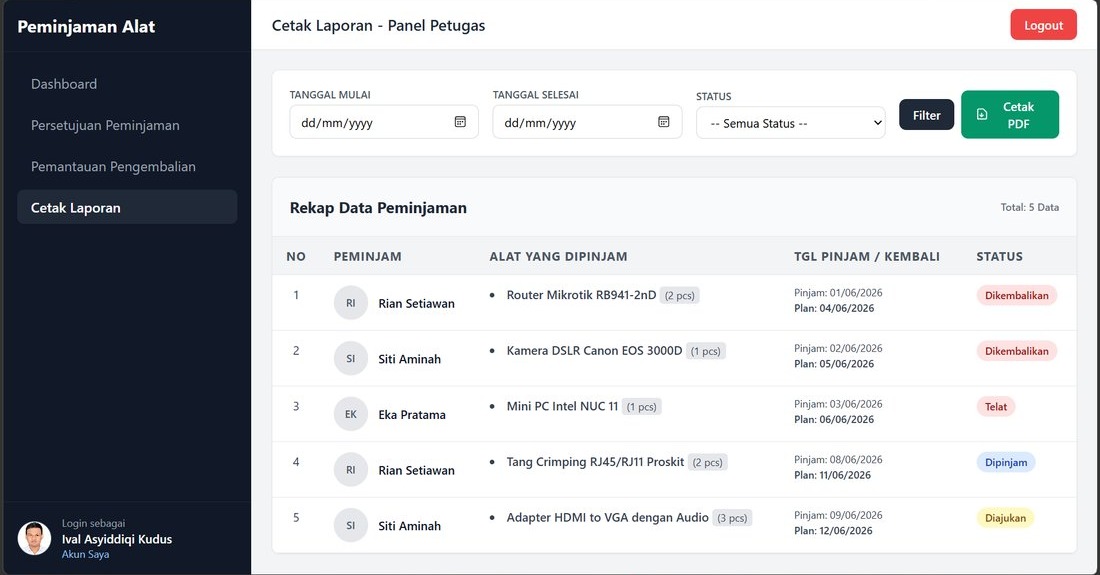 Peminjaman Alat
Cetak Laporan - Panel Petugas
Logout
Dashboard
Persetujuan Peminjaman
Pemantauan Pengembalian
Cetak Laporan
TANGGAL MULAI
dd/mm/yyyy
TANGGAL SELESAI
dd/mm/yyyy
STATUS
-- Semua Status --
Filter
Cetak
PDF
Rekap Data Peminjaman
Total: 5 Data
NO PEMINJAM ALAT YANG DIPINJAM TGL PINJAM / KEMBALI STATUS
1 RI Rian Setiawan • Router Mikrotik RB941-2nD (2 pcs) Pinjam: 01/06/2026
Plan: 04/06/2026
Dikembalikan
2 SI Siti Aminah • Kamera DSLR Canon EOS 3000D (1 pcs) Pinjam: 02/06/2026
Plan: 05/06/2026
Dikembalikan
3 EK Eka Pratama • Mini PC Intel NUC 11 (1 pcs) Pinjam: 03/06/2026
Plan: 06/06/2026
Telat
4 RI Rian Setiawan • Tang Crimping RJ45/RJ11 Proskit (2 pcs) Pinjam: 08/06/2026
Plan: 11/06/2026
Dipinjam
5 SI Siti Aminah • Adapter HDMI to VGA dengan Audio (3 pcs) Pinjam: 09/06/2026
Plan: 12/06/2026
Diajukan
Login sebagai
Ival Asyiddiqi Kudus
Akun Saya